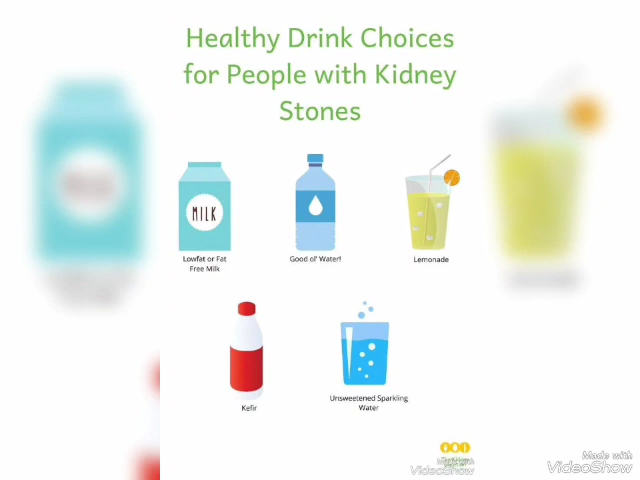 Healthy Drink Choices
for People with Kidney
Stones
MILK
Lowfat or Fat
Free Milk
Good ol' Water!
Lemonade
Kefir
Unsweetened Sparkling
Water
Made with
VideoShow
VideoShow